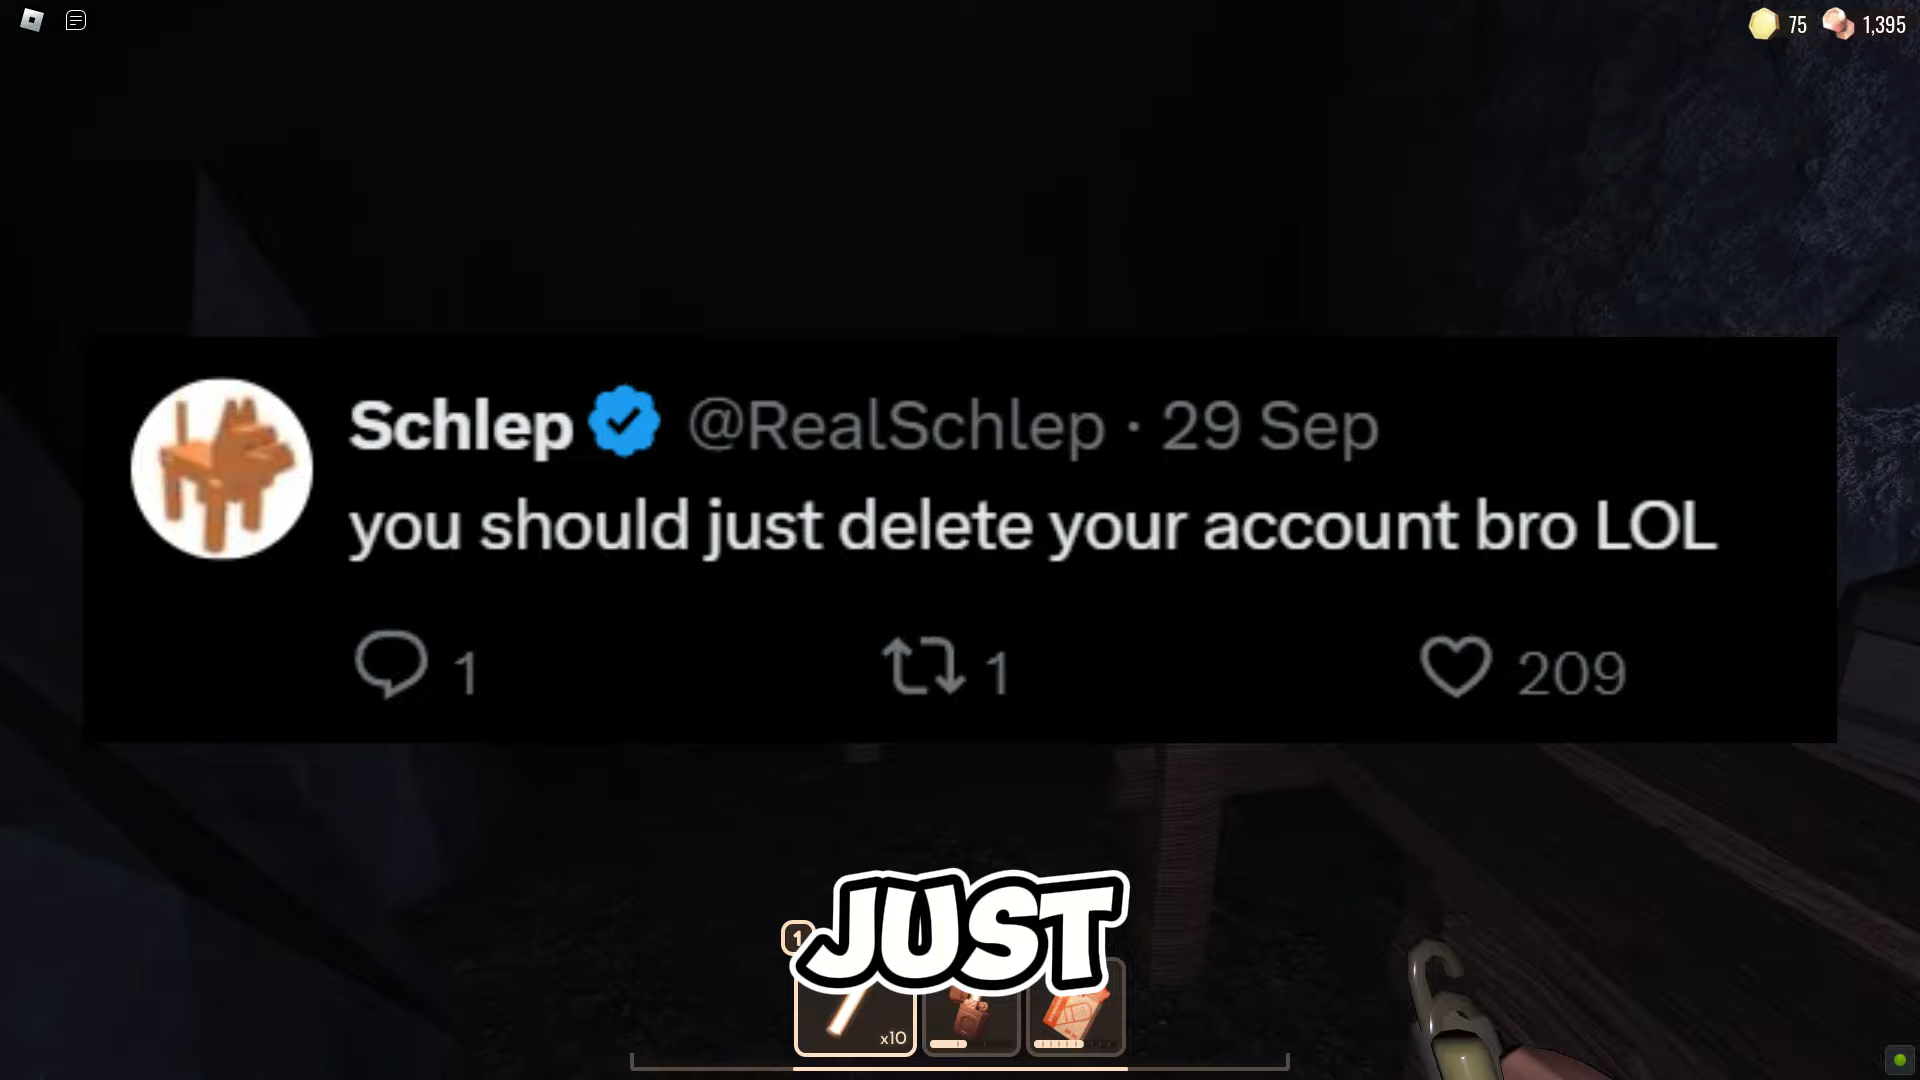 75 1,395
Schlep @RealSchlep · 29 Sep
you should just delete your account bro LOL
1 1 209
JUST
1
x10